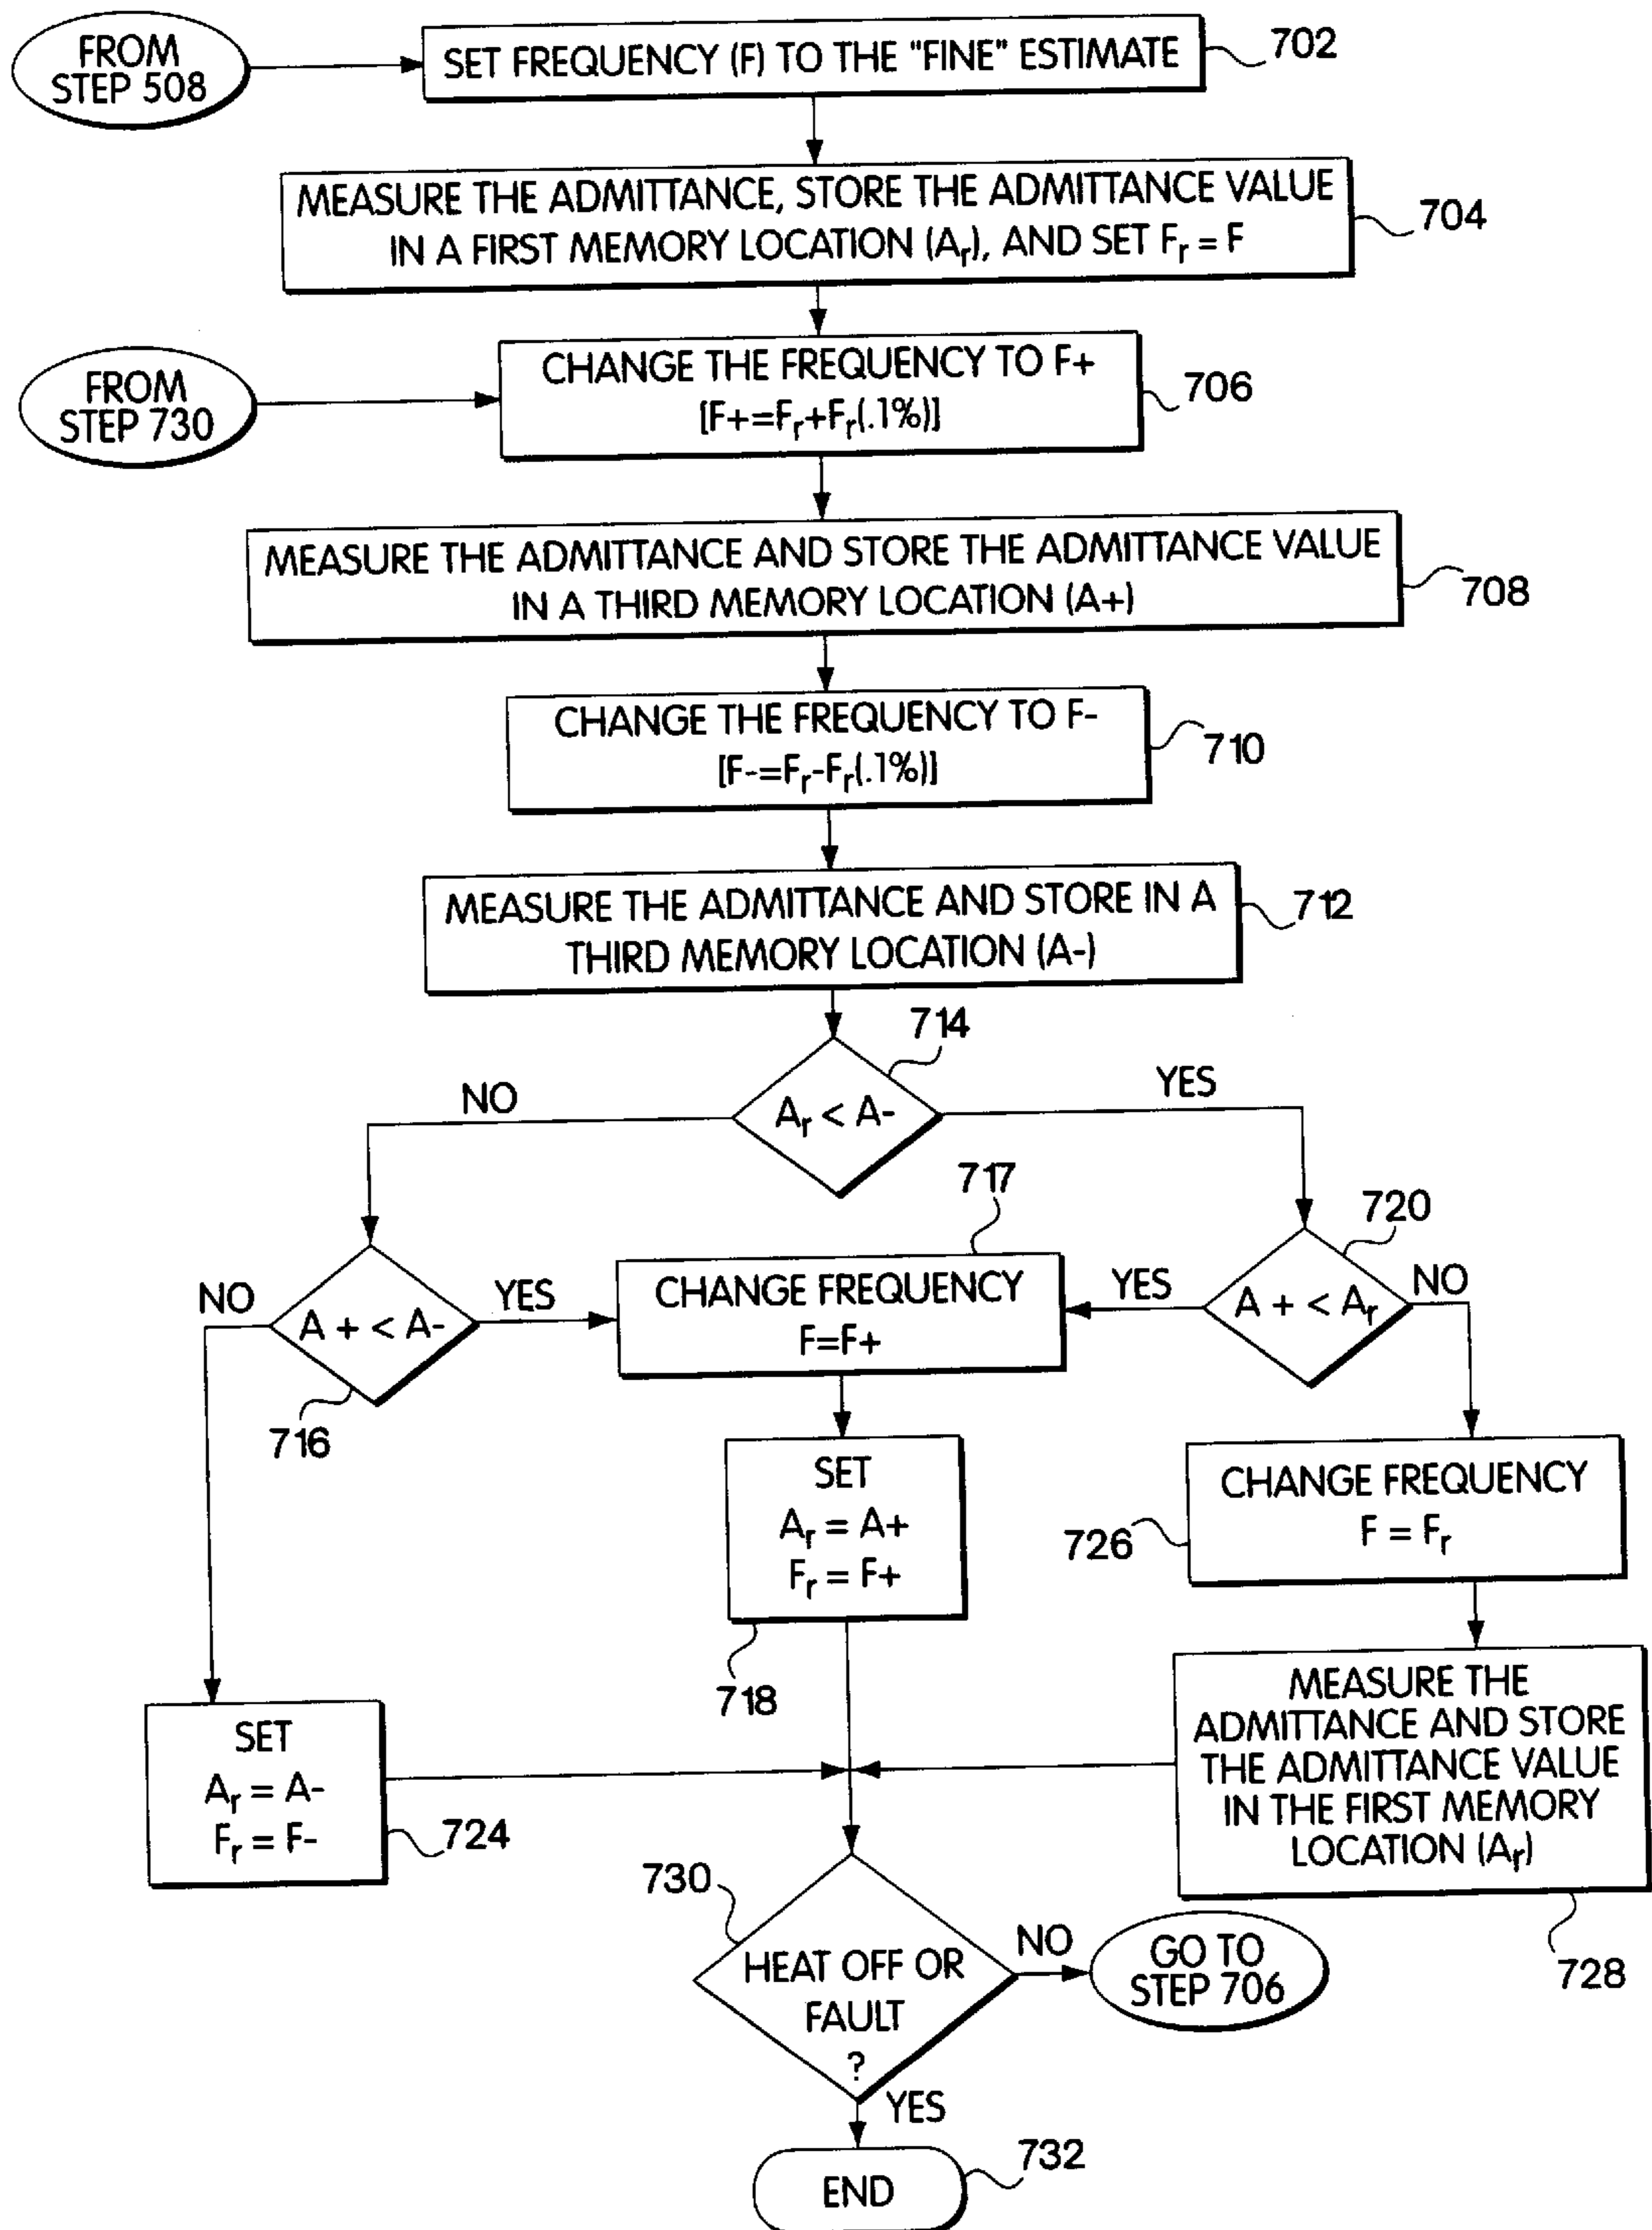 FROM
STEP 508
SET FREQUENCY (F) TO THE "FINE" ESTIMATE
702
MEASURE THE ADMITTANCE, STORE THE ADMITTANCE VALUE
IN A FIRST MEMORY LOCATION (Ar), AND SET Fr = F
704
FROM
STEP 730
CHANGE THE FREQUENCY TO F+
[F+=Fr+Fr(.1%)]
706
MEASURE THE ADMITTANCE AND STORE THE ADMITTANCE VALUE
IN A THIRD MEMORY LOCATION (A+)
708
CHANGE THE FREQUENCY TO F-
[F-=Fr-Fr(.1%)]
710
MEASURE THE ADMITTANCE AND STORE IN A
THIRD MEMORY LOCATION (A-)
712
714
Ar < A-
NO
YES
717
720
NO
A + < A-
YES
716
CHANGE FREQUENCY
F=F+
YES
A + < Ar
NO
SET
Ar = A+
Fr = F+
718
CHANGE FREQUENCY
F = Fr
726
SET
Ar = A-
Fr = F-
724
MEASURE THE
ADMITTANCE AND STORE
THE ADMITTANCE VALUE
IN THE FIRST MEMORY
LOCATION (Ar)
728
730
HEAT OFF OR
FAULT
?
NO
GO TO
STEP 706
YES
END
732